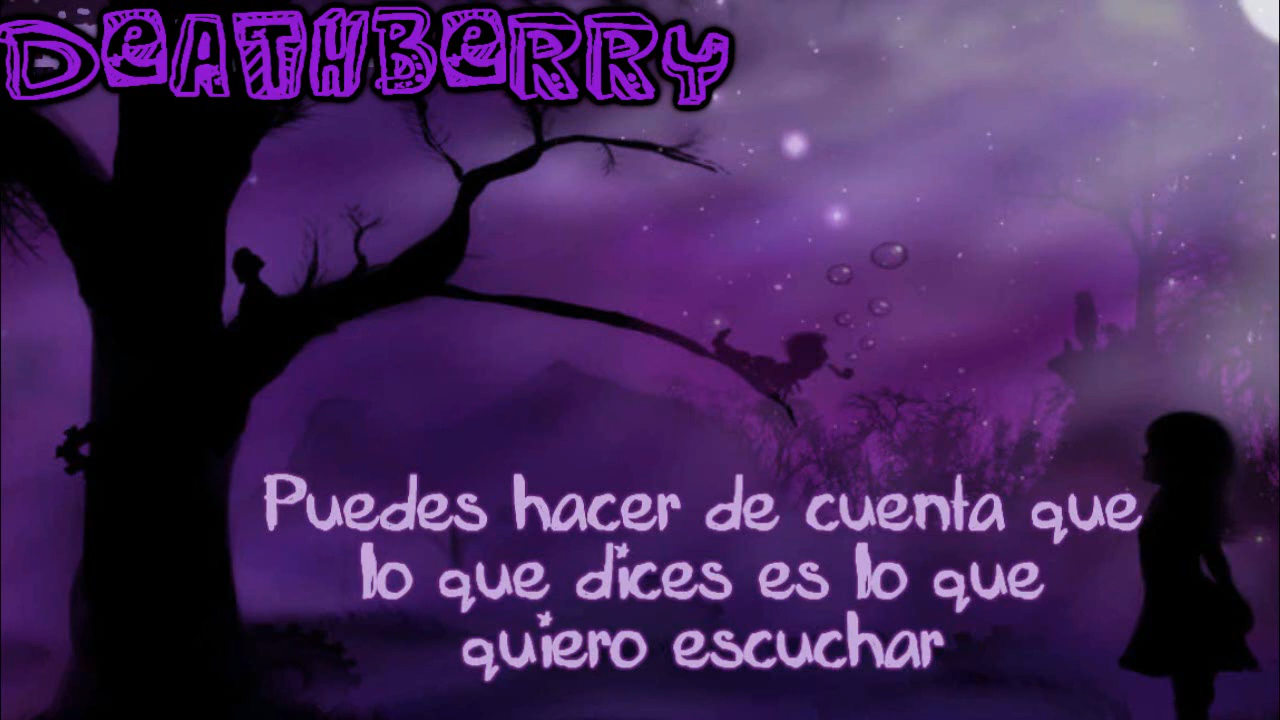 DEATHBERRY
Puedes hacer de cuenta que
lo que dices es lo que
quiero escuchar